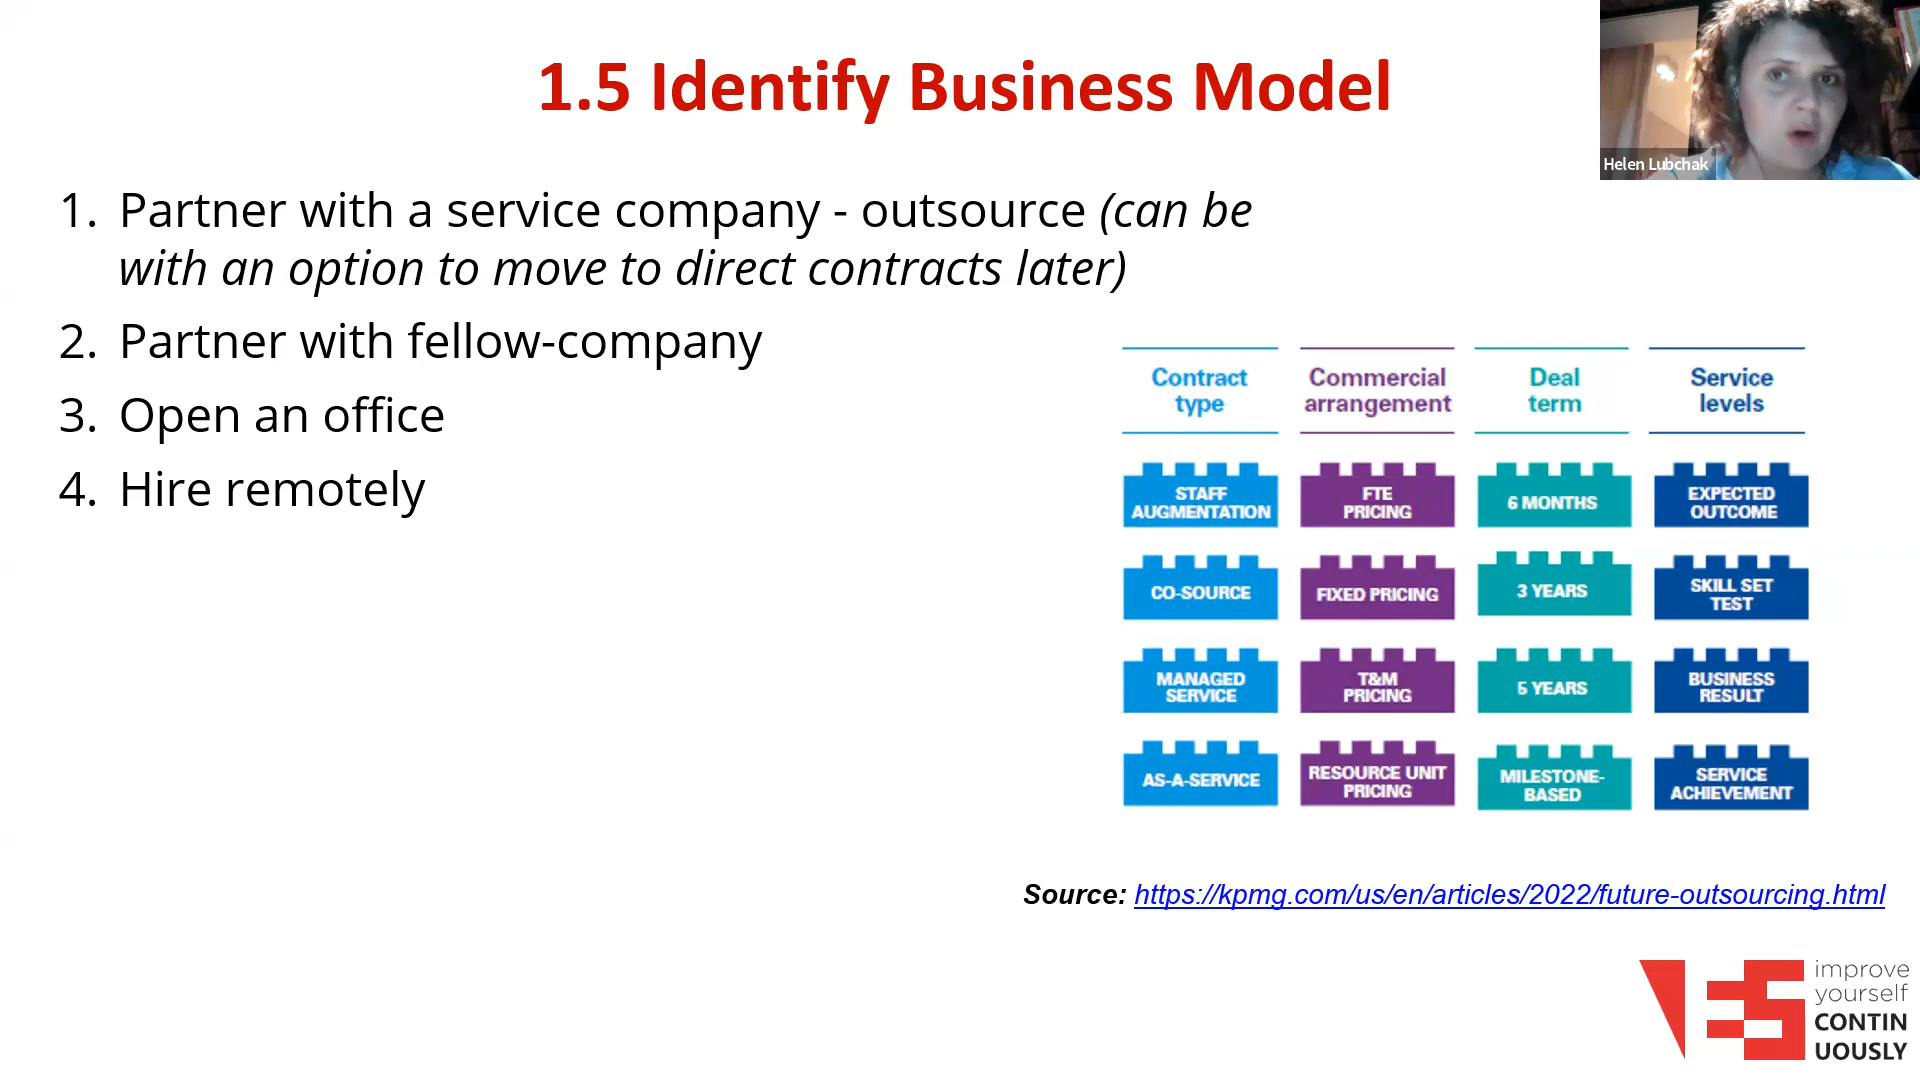 1.5 Identify Business Model
Helen Lubchak
1. Partner with a service company - outsource (can be
with an option to move to direct contracts later)
2. Partner with fellow-company
3. Open an office
4. Hire remotely
Contract
type
Commercial
arrangement
Deal
term
Service
levels
STAFF
AUGMENTATION
FTE
PRICING
6 MONTHS
EXPECTED
OUTCOME
CO-SOURCE
FIXED PRICING
3 YEARS
SKILL SET
TEST
MANAGED
SERVICE
T&M
PRICING
5 YEARS
BUSINESS
RESULT
AS-A-SERVICE
RESOURCE UNIT
PRICING
MILESTONE-
BASED
SERVICE
ACHIEVEMENT
Source: https://kpmg.com/us/en/articles/2022/future-outsourcing.html
improve
yourself
CONTIN
UOUSLY